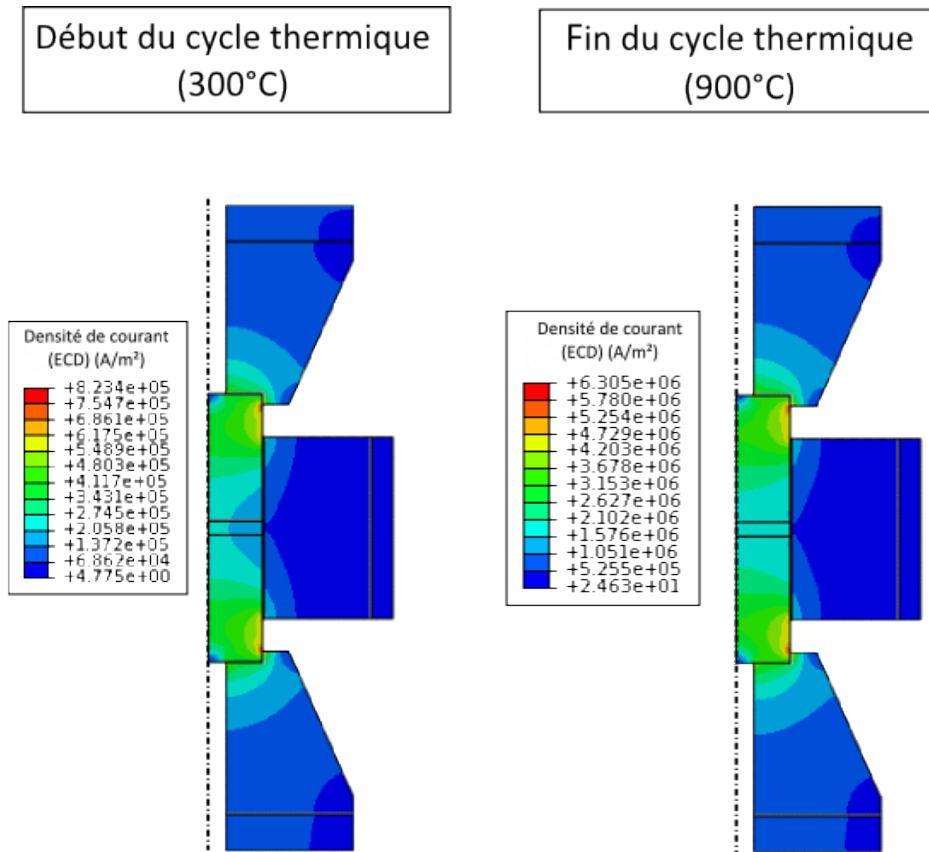 Début du cycle thermique
(300°C)
Fin du cycle thermique
(900°C)
Densité de courant
(ECD) (A/m²)
+8.234e+05
+7.547e+05
+6.861e+05
+6.175e+05
+5.489e+05
+4.803e+05
+4.117e+05
+3.431e+05
+2.745e+05
+2.058e+05
+1.372e+05
+6.862e+04
+4.775e+00
Densité de courant
(ECD) (A/m²)
+6.305e+06
+5.780e+06
+5.254e+06
+4.729e+06
+4.203e+06
+3.678e+06
+3.153e+06
+2.627e+06
+2.102e+06
+1.576e+06
+1.051e+06
+5.255e+05
+2.463e+01